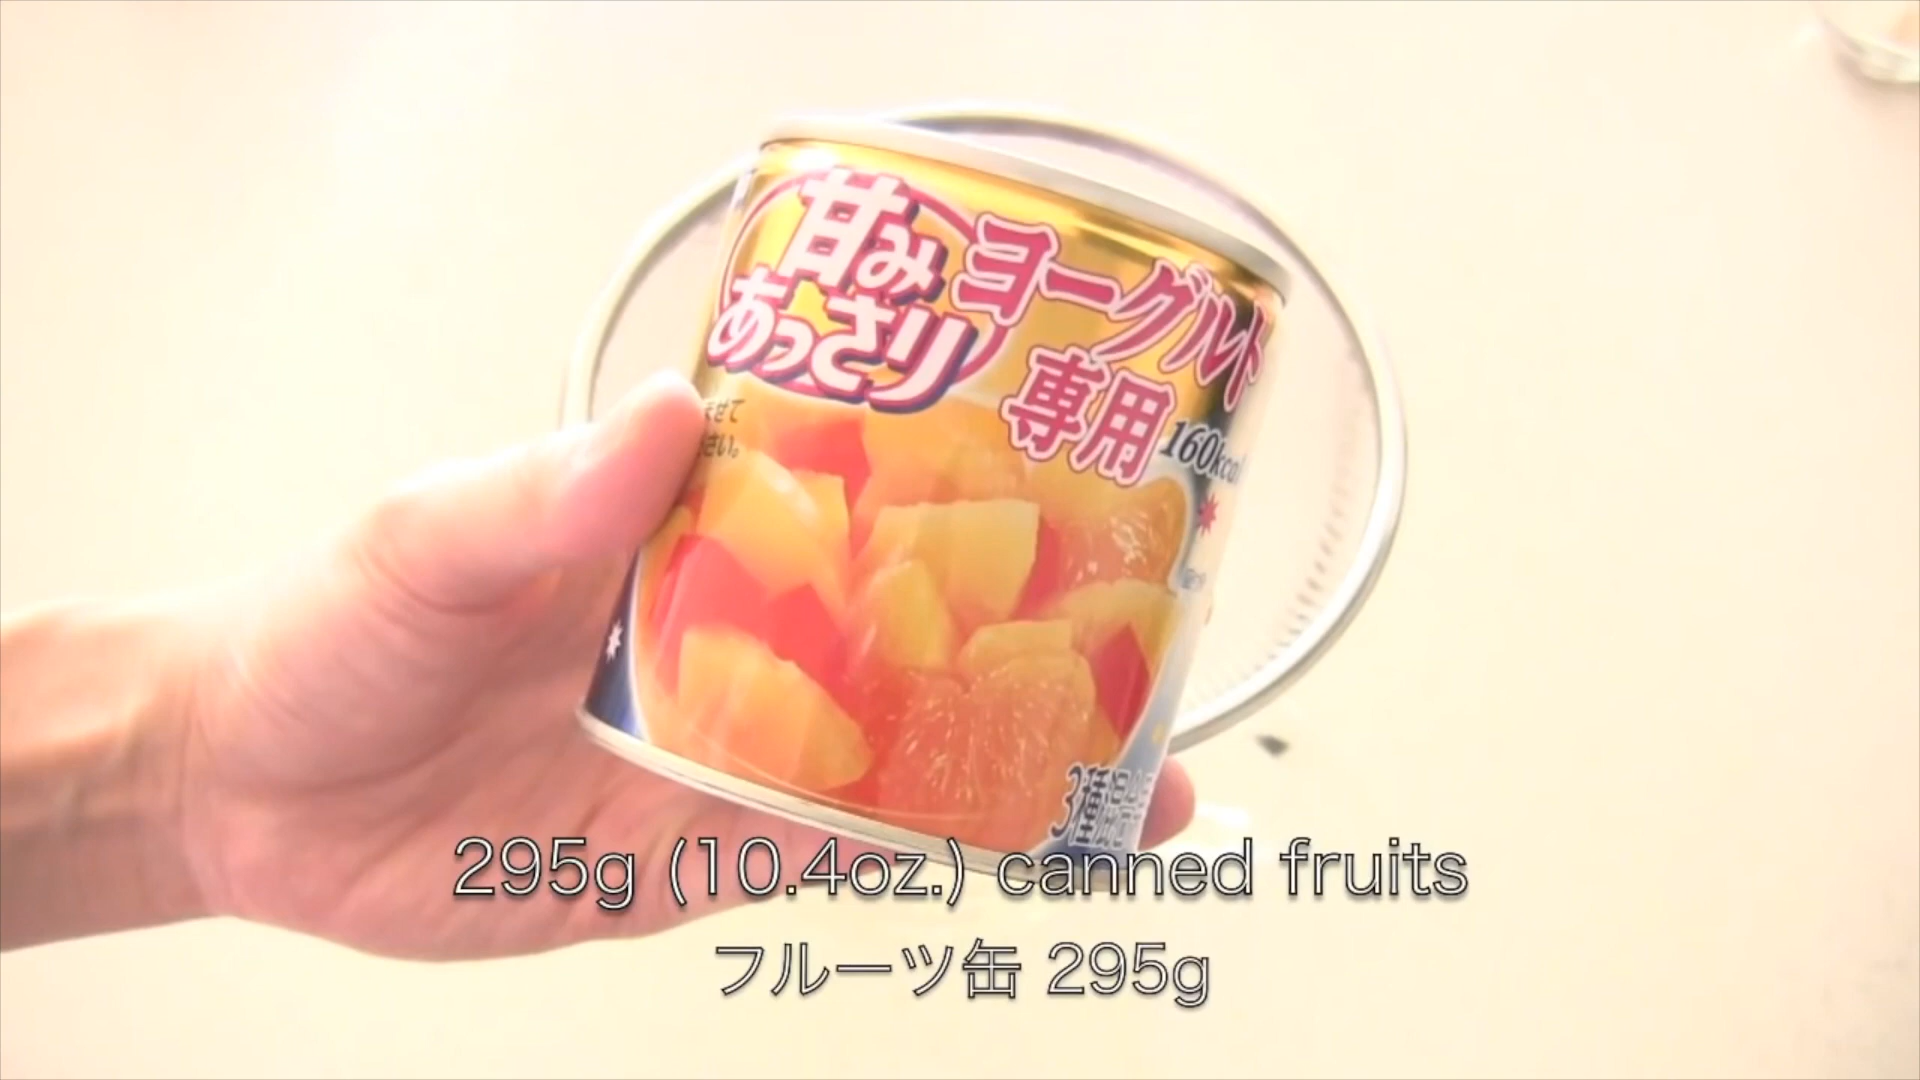 甘み
あっさり
ヨーグルト
専用
160kcal
295g (10.4oz.) canned fruits
フルーツ缶 295g